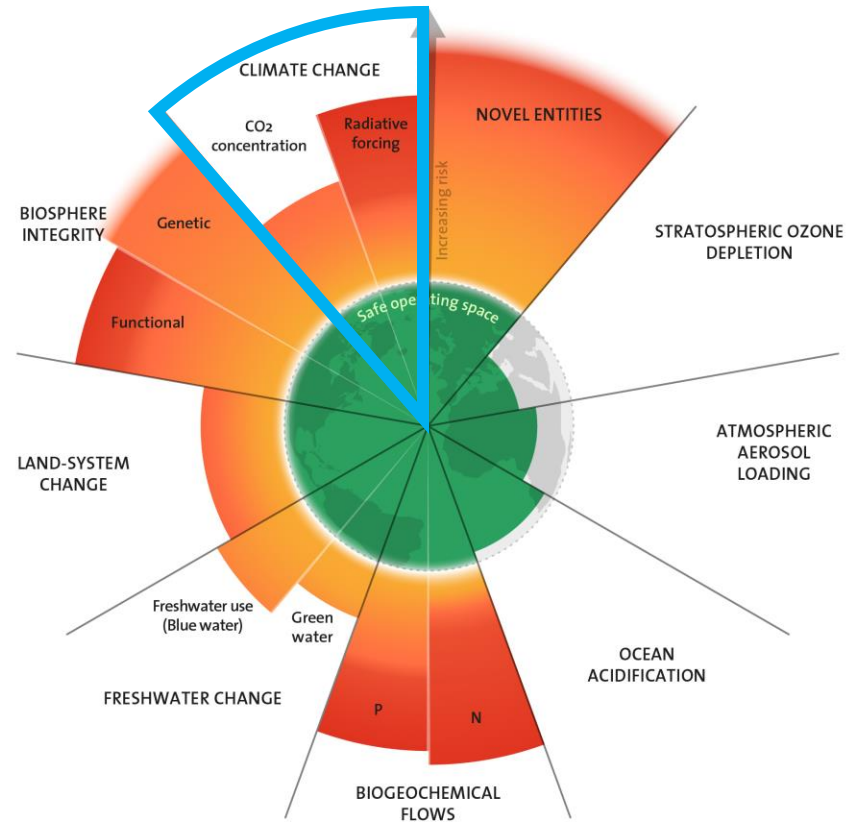 CLIMATE CHANGE
CO2
concentration
Radiative
forcing
NOVEL ENTITIES
Increasing risk
STRATOSPHERIC OZONE
DEPLETION
BIOSPHERE
INTEGRITY
Genetic
Functional
Safe operating space
ATMOSPHERIC
AEROSOL
LOADING
LAND-SYSTEM
CHANGE
Freshwater use
(Blue water)
Green
water
FRESHWATER CHANGE
OCEAN
ACIDIFICATION
P
N
BIOGEOCHEMICAL
FLOWS